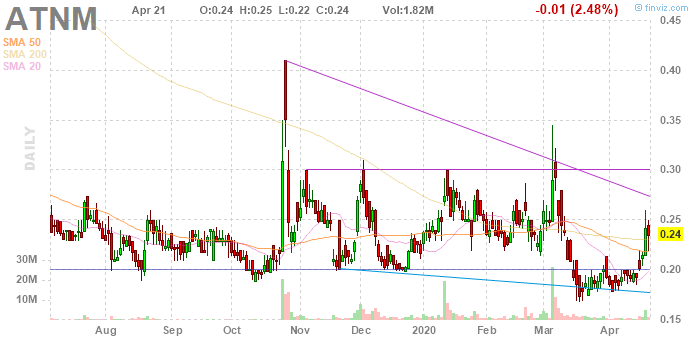 ATNM Apr 21 O:0.24 H:0.25 L:0.22 C:0.24 Vol:1.82M © finviz.com -0.01 (2.48%)
SMA 50
SMA 200
SMA 20
DAILY
0.45
0.40
0.35
0.30
0.25
0.24
0.20
0.15
30M
20M
10M
Aug Sep Oct Nov Dec 2020 Feb Mar Apr